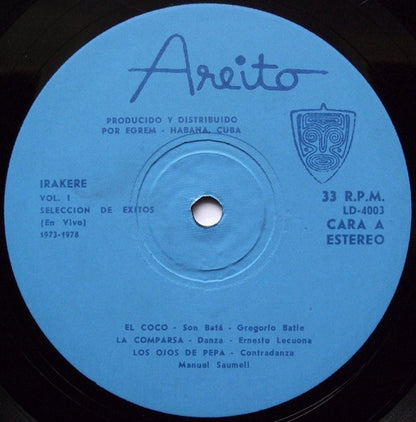 Areito
PRODUCIDO Y DISTRIBUIDO
POR EGREM - HABANA, CUBA
IRAKERE
VOL. 1
SELECCION DE EXITOS
(En Vivo)
1973-1978
33 R.P.M.
LD-4003
CARA A
ESTEREO
EL COCO - Son Batá - Gregorio Batle
LA COMPARSA - Danza - Ernesto Lecuona
LOS OJOS DE PEPA - Contradanza
Manuel Saumell